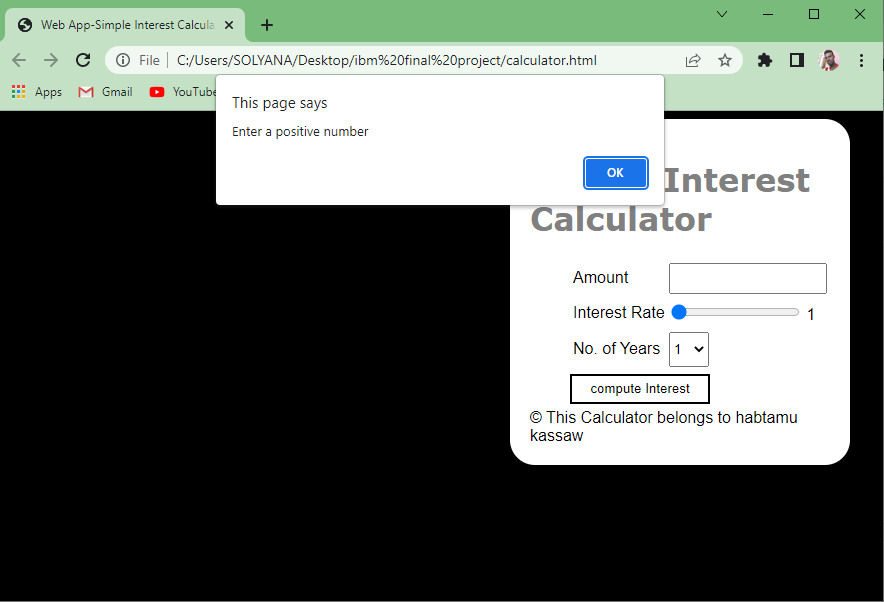 Web App-Simple Interest Calcula
File
C:/Users/SOLYANA/Desktop/ibm%20final%20project/calculator.html
Apps
Gmail
YouTube
This page says
Enter a positive number
OK
Interest
Calculator
Amount
Interest Rate
1
No. of Years
1
compute Interest
© This Calculator belongs to habtamu
kassaw